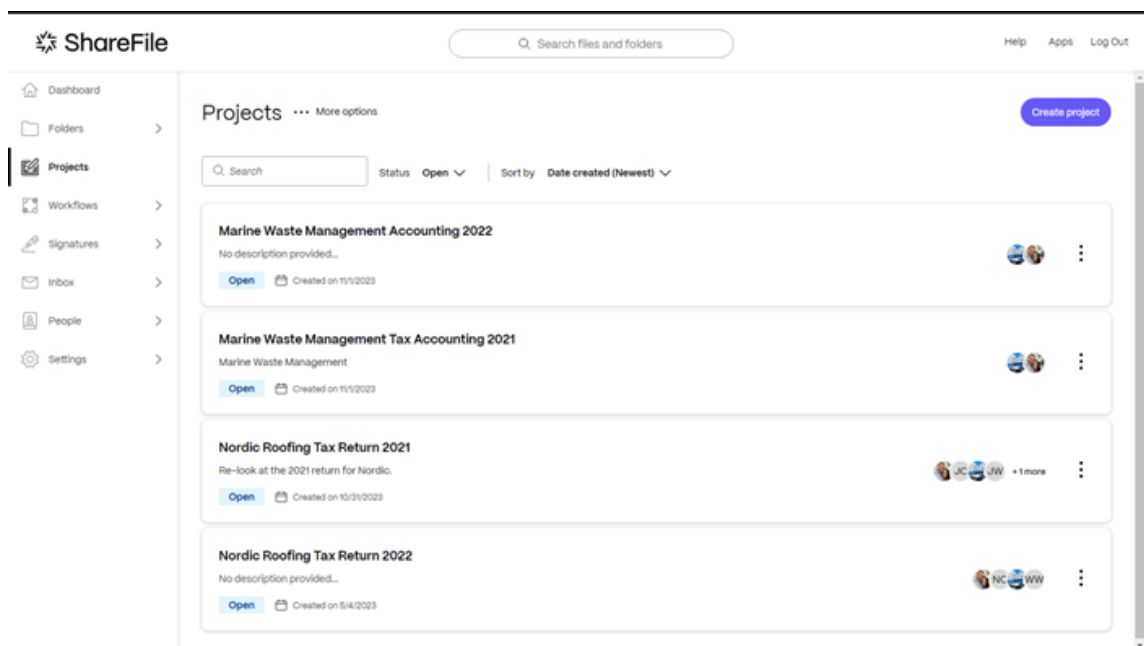 ShareFile
Search files and folders
Help Apps Log Out
Dashboard
Folders
Projects
Workflows
Signatures
Inbox
People
Settings
Projects ••• More options
Create project
Search
Status Open
Sort by Date created (Newest)
Marine Waste Management Accounting 2022
No description provided...
Open Created on 11/1/2023
Marine Waste Management Tax Accounting 2021
Marine Waste Management
Open Created on 11/1/2023
Nordic Roofing Tax Return 2021
Re-look at the 2021 return for Nordic.
Open Created on 10/31/2023
JC JW +1 more
Nordic Roofing Tax Return 2022
No description provided...
Open Created on 5/4/2023
NC WW